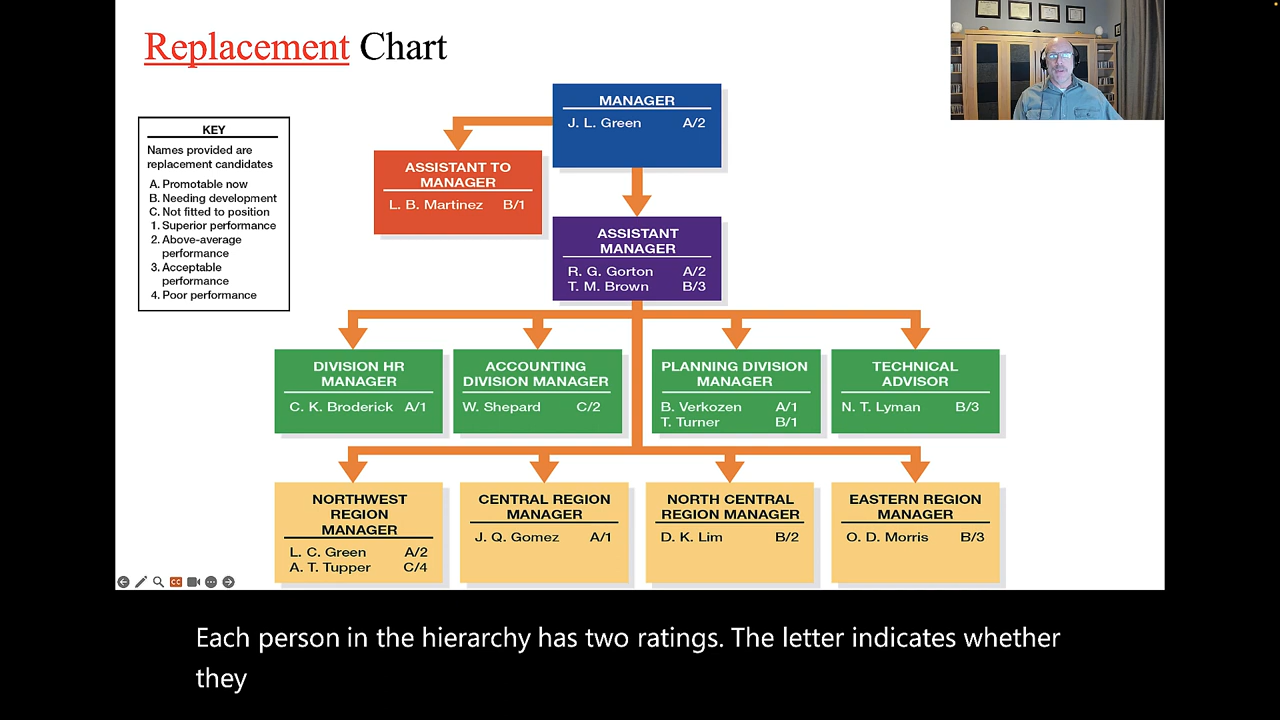 Replacement Chart
KEY
Names provided are
replacement candidates
A. Promotable now
B. Needing development
C. Not fitted to position
1. Superior performance
2. Above-average
performance
3. Acceptable
performance
4. Poor performance
MANAGER
J. L. Green A/2
ASSISTANT TO
MANAGER
L. B. Martinez B/1
ASSISTANT
MANAGER
R. G. Gorton A/2
T. M. Brown B/3
DIVISION HR
MANAGER
C. K. Broderick A/1
ACCOUNTING
DIVISION MANAGER
W. Shepard C/2
PLANNING DIVISION
MANAGER
B. Verkozen A/1
T. Turner B/1
TECHNICAL
ADVISOR
N. T. Lyman B/3
NORTHWEST
REGION
MANAGER
L. C. Green A/2
A. T. Tupper C/4
CENTRAL REGION
MANAGER
J. Q. Gomez A/1
NORTH CENTRAL
REGION MANAGER
D. K. Lim B/2
EASTERN REGION
MANAGER
O. D. Morris B/3
CC
Each person in the hierarchy has two ratings. The letter indicates whether
they